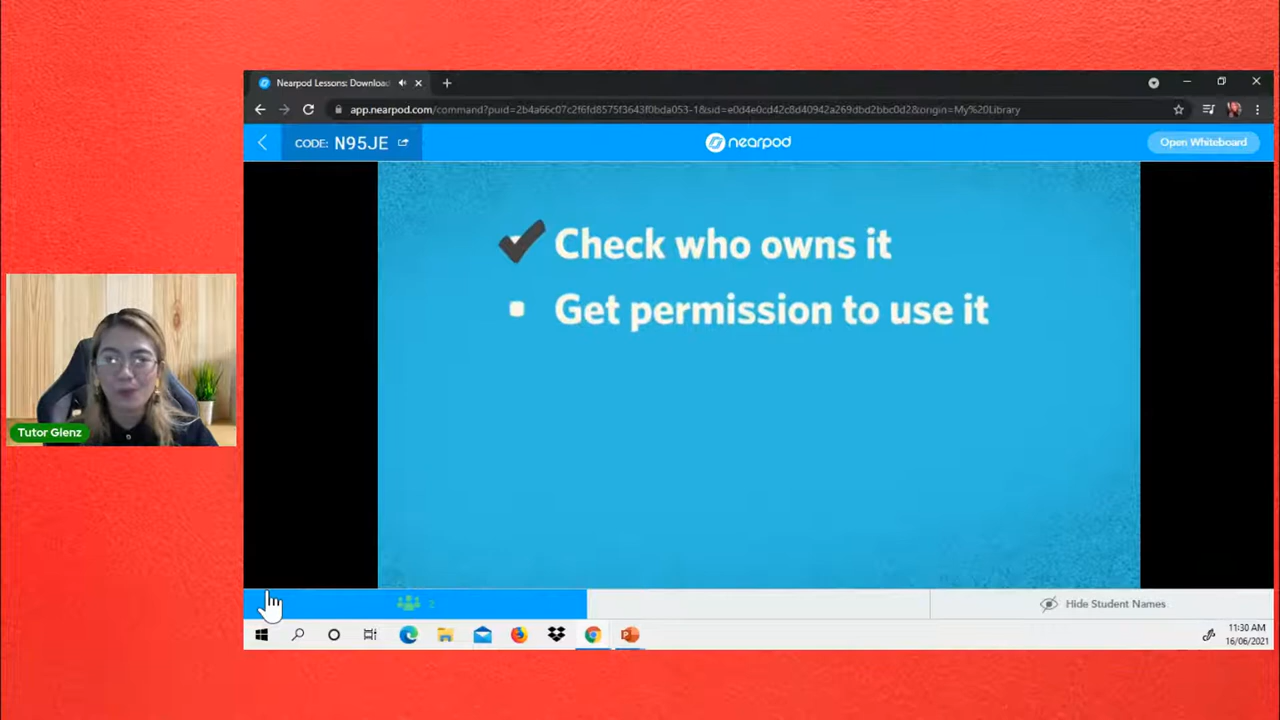 Nearpod Lessons: Download
app.nearpod.com/command?puid=2b4a66c07c2f6fd8575f3643f0bda053-1&sid=e0d4e0cd42c8d40942a269dbd2bbc0d2&origin=My%20Library
CODE: N95JE
nearpod
Open Whiteboard
Check who owns it
Get permission to use it
Tutor Glenz
2
Hide Student Names
11:30 AM
16/06/2021